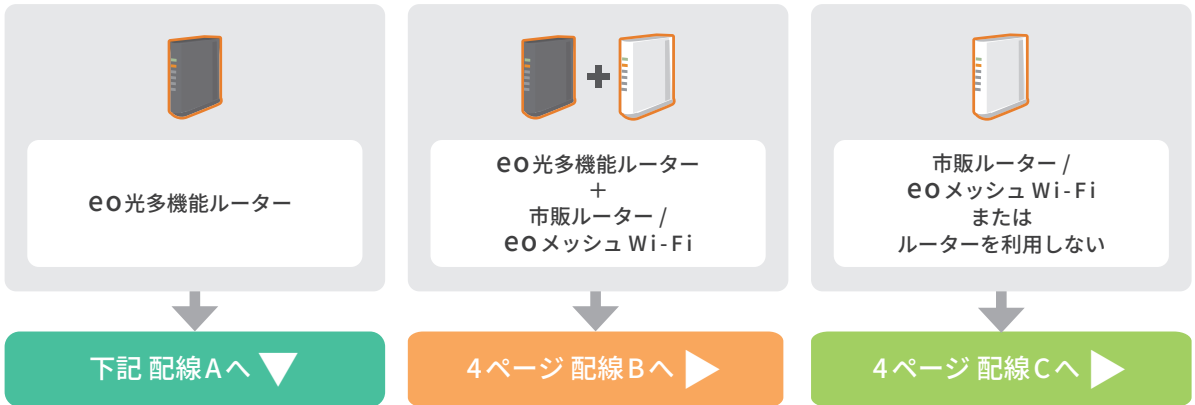 eo光多機能ルーター
下記 配線Aへ
eo光多機能ルーター
＋
市販ルーター /
eoメッシュ Wi-Fi
4ページ 配線Bへ
市販ルーター /
eoメッシュ Wi-Fi
または
ルーターを利用しない
4ページ 配線Cへ